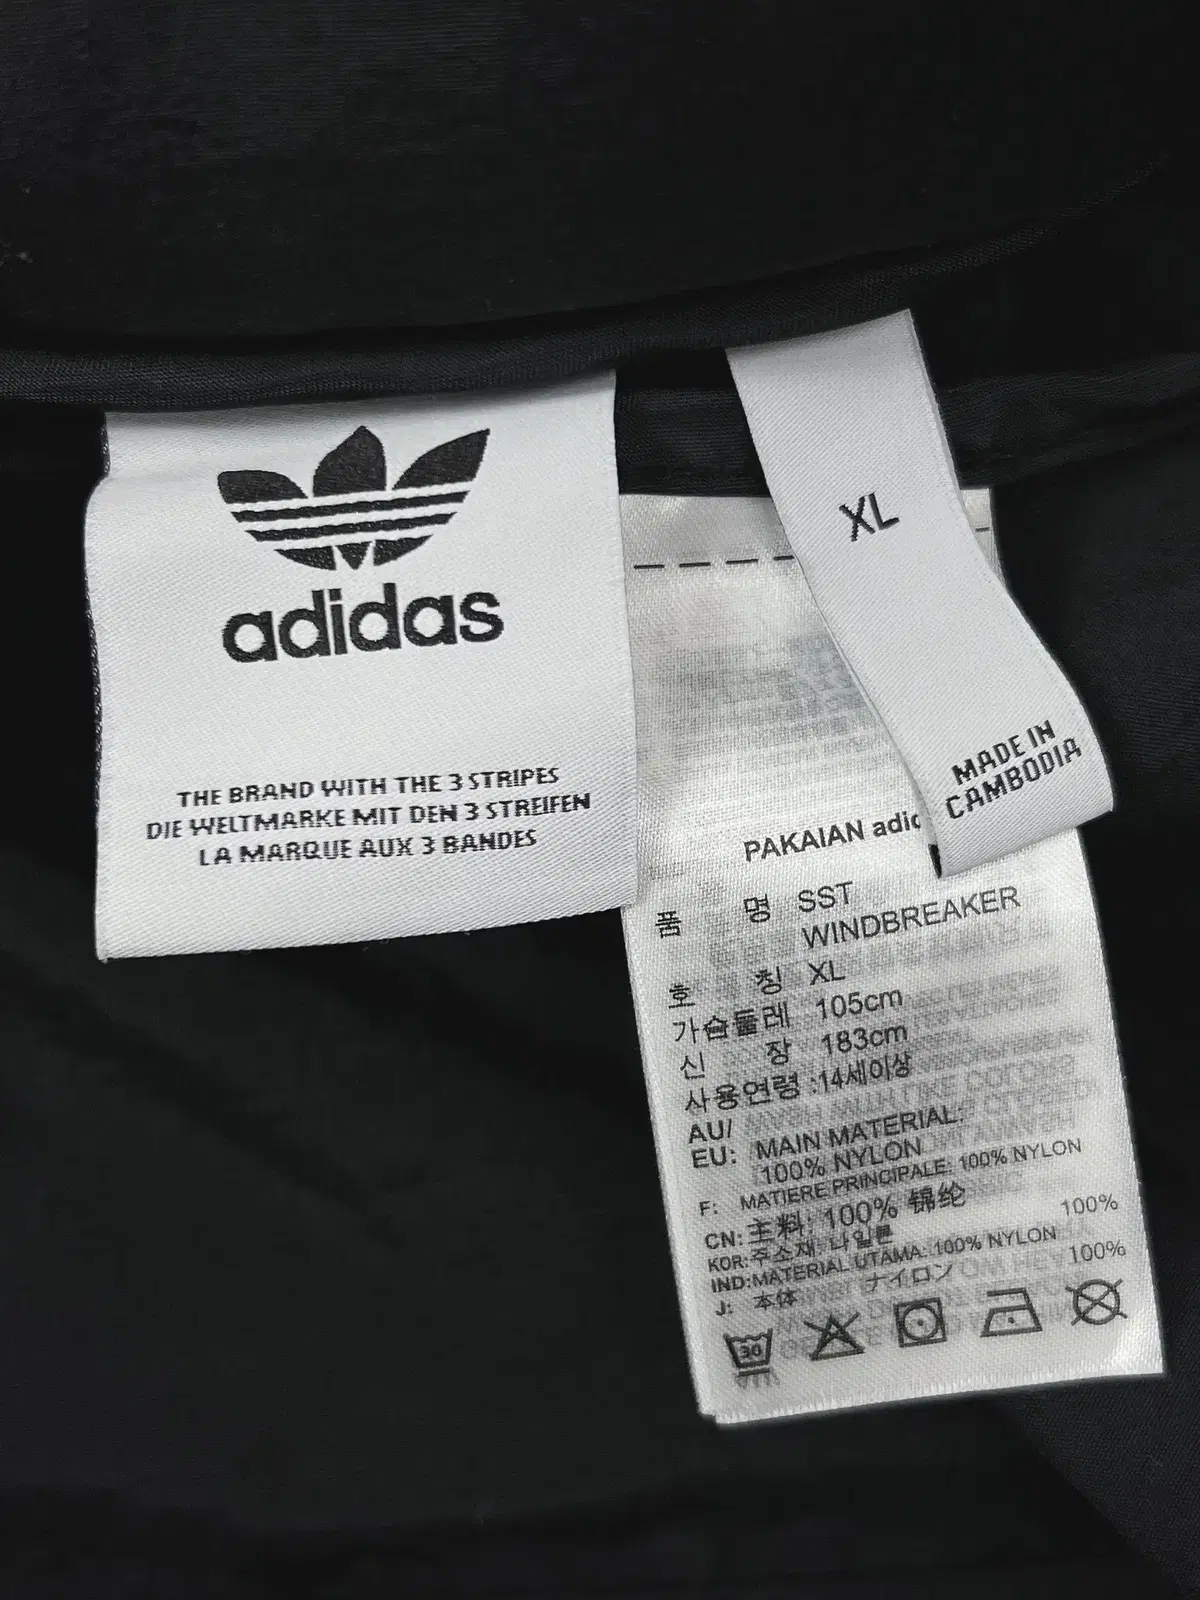 adidas
THE BRAND WITH THE 3 STRIPES
DIE WELTMARKE MIT DEN 3 STREIFEN
LA MARQUE AUX 3 BANDES
XL
MADE IN
CAMBODIA
PAKAIAN adid
품 명 SST
WINDBREAKER
호 칭 XL
가슴둘레 105cm
신 장 183cm
사용연령 :14세이상
AU/
EU: MAIN MATERIAL:
100% NYLON
F: MATIERE PRINCIPALE: 100% NYLON
CN: 主料: 100% 锦纶
KOR:주소재: 나일론 100%
IND:MATERIAL UTAMA: 100% NYLON
J: 本体 ナイロン 100%
30